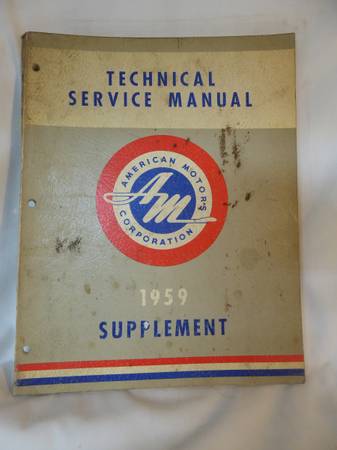 TECHNICAL
SERVICE MANUAL
AMERICAN MOTORS
AM
CORPORATION
1959
SUPPLEMENT